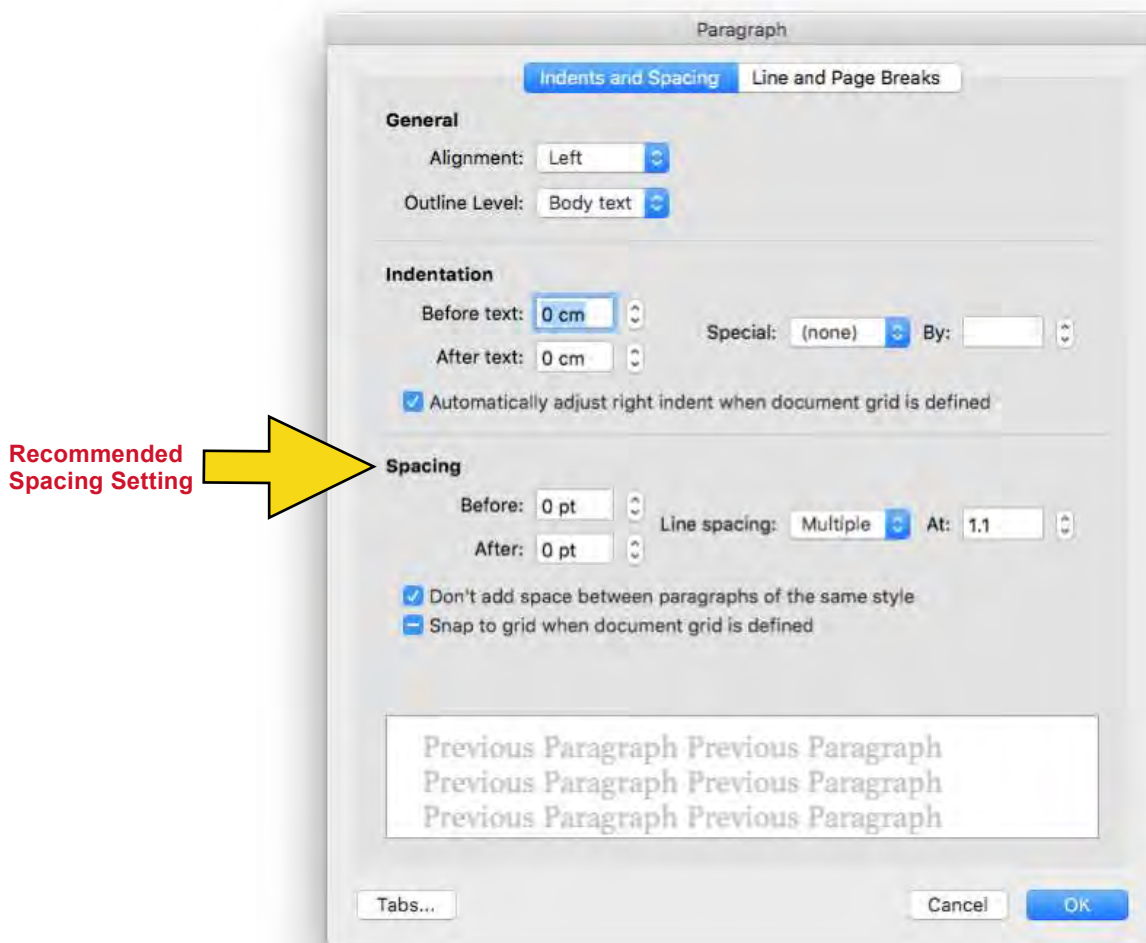 Paragraph
Indents and Spacing Line and Page Breaks
General
Alignment: Left
Outline Level: Body text
Indentation
Before text: 0 cm
Special: (none) By:
After text: 0 cm
Automatically adjust right indent when document grid is defined
Recommended
Spacing Setting
Spacing
Before: 0 pt
Line spacing: Multiple At: 1.1
After: 0 pt
Don't add space between paragraphs of the same style
Snap to grid when document grid is defined
Previous Paragraph Previous Paragraph
Previous Paragraph Previous Paragraph
Previous Paragraph Previous Paragraph
Tabs... Cancel OK